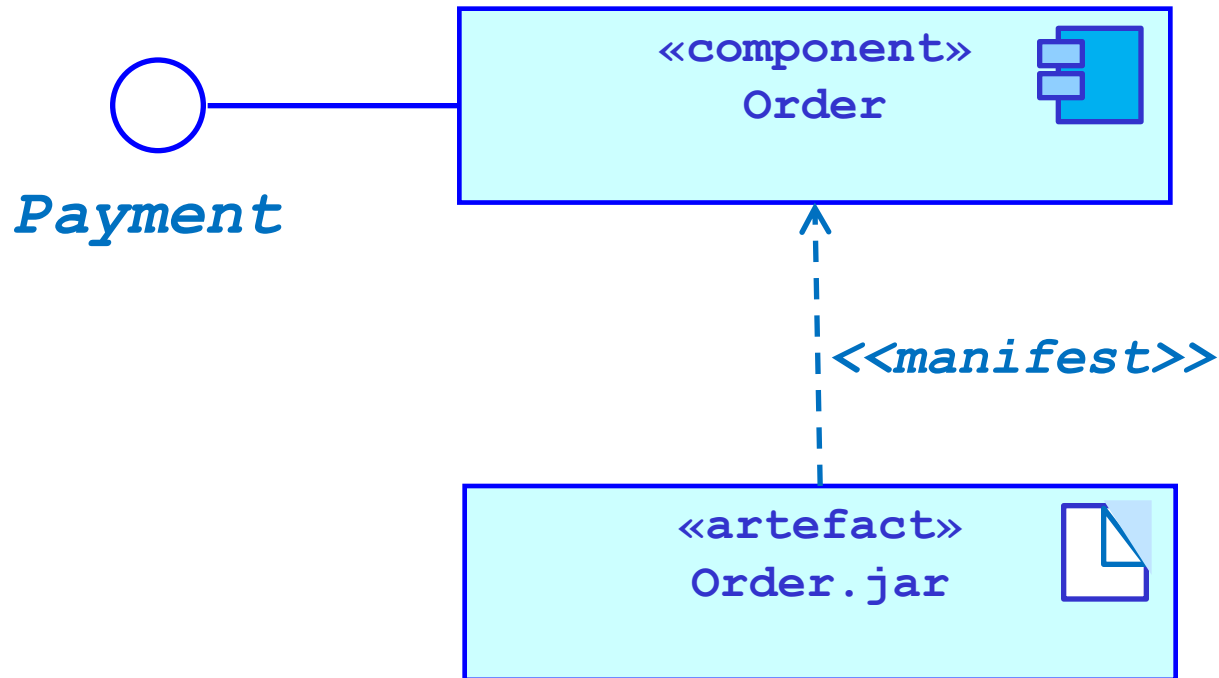 «component»
Order
Payment
<<manifest>>
«artefact»
Order.jar